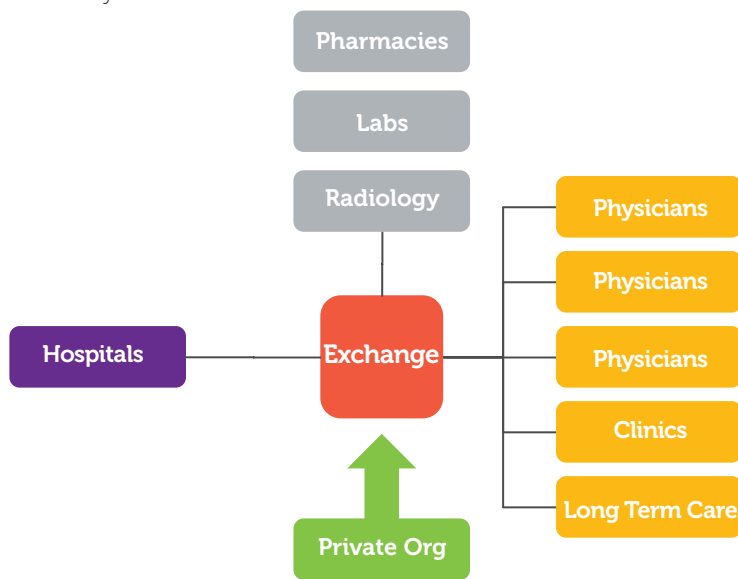 Pharmacies
Labs
Radiology
Physicians
Physicians
Hospitals
Exchange
Physicians
Clinics
Long Term Care
Private Org